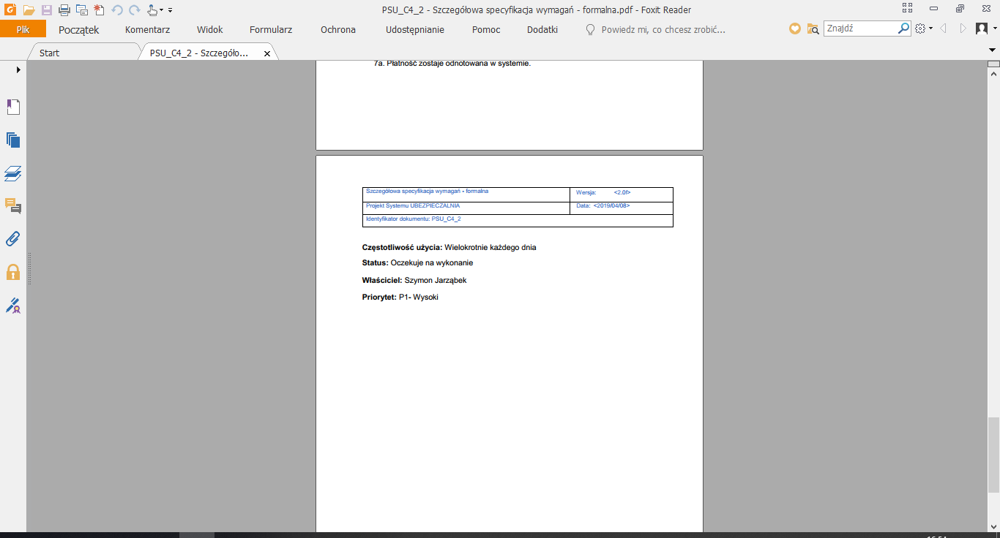 PSU_C4_2 - Szczegółowa specyfikacja wymagań - formalna.pdf - Foxit Reader
Plik Początek Komentarz Widok Formularz Ochrona Udostępnianie Pomoc Dodatki Powiedz mi, co chcesz zrobić... Znajdź
Start PSU_C4_2 - Szczegóło...
7a. Płatność zostaje odnotowana w systemie.
Szczegółowa specyfikacja wymagań - formalna Wersja: <2.0f>
Projekt Systemu UBEZPIECZALNIA Data: <2019/04/08>
Identyfikator dokumentu: PSU_C4_2
Częstotliwość użycia: Wielokrotnie każdego dnia
Status: Oczekuje na wykonanie
Właściciel: Szymon Jarząbek
Priorytet: P1- Wysoki